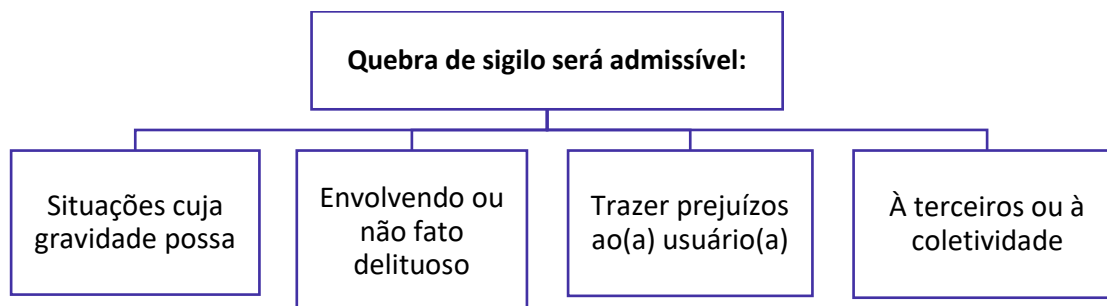 Quebra de sigilo será admissível:
Situações cuja
gravidade possa
Envolvendo ou
não fato
delituoso
Trazer prejuízos
ao(a) usuário(a)
À terceiros ou à
coletividade